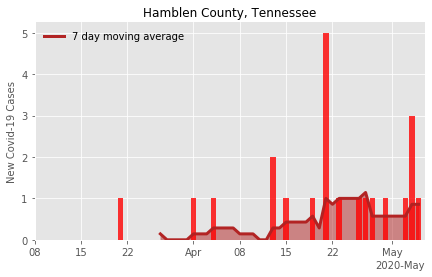 Hamblen County, Tennessee
7 day moving average
New Covid-19 Cases
5
4
3
2
1
0
08 15 22 Apr 08 15 22 May
2020-May